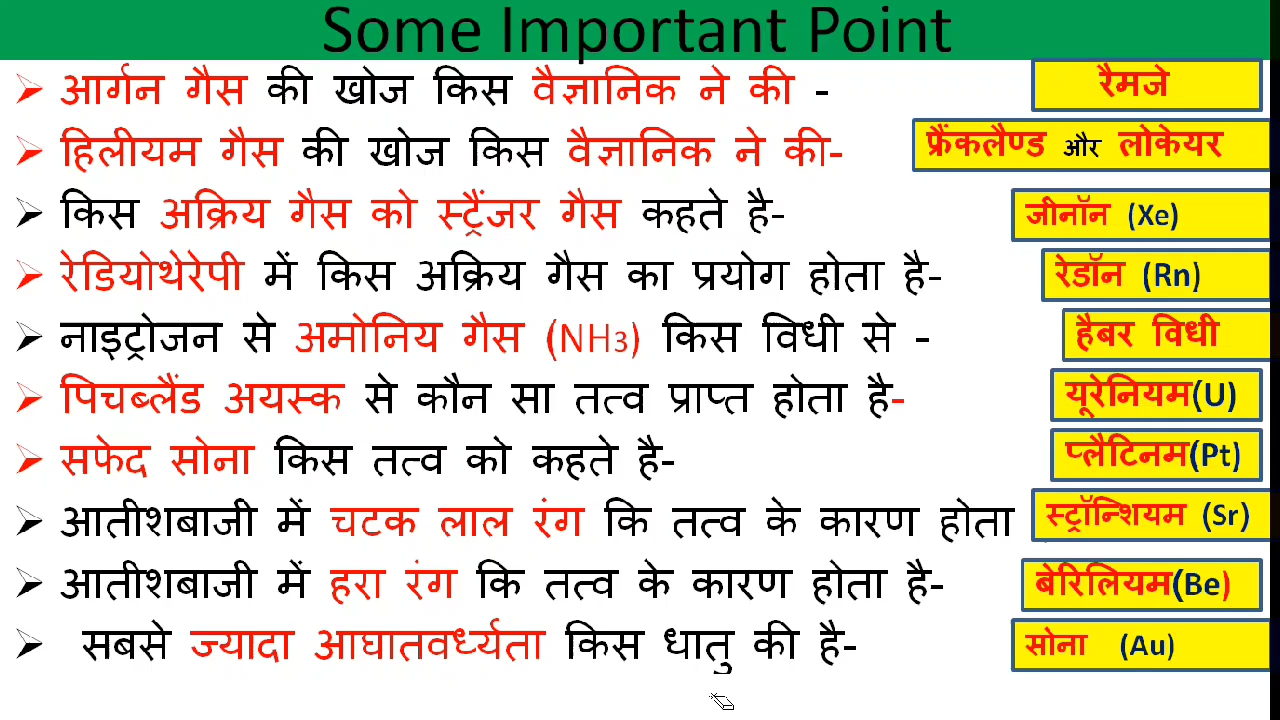 Some Important Point
आर्गन गैस की खोज किस वैज्ञानिक ने की - रैमजे
हिलीयम गैस की खोज किस वैज्ञानिक ने की- फ्रैंकलैण्ड और लोकेयर
किस अक्रिय गैस को स्ट्रैंजर गैस कहते है- जीनॉन (Xe)
रेडियोथेरेपी में किस अक्रिय गैस का प्रयोग होता है- रेडॉन (Rn)
नाइट्रोजन से अमोनिय गैस (NH3) किस विधी से - हैबर विधी
पिचब्लैंड अयस्क से कौन सा तत्व प्राप्त होता है- यूरेनियम(U)
सफेद सोना किस तत्व को कहते है- प्लैटिनम(Pt)
आतीशबाजी में चटक लाल रंग कि तत्व के कारण होता स्ट्रॉन्शियम (Sr)
आतीशबाजी में हरा रंग कि तत्व के कारण होता है- बेरिलियम(Be)
सबसे ज्यादा आघातवर्ध्यता किस धातु की है- सोना (Au)